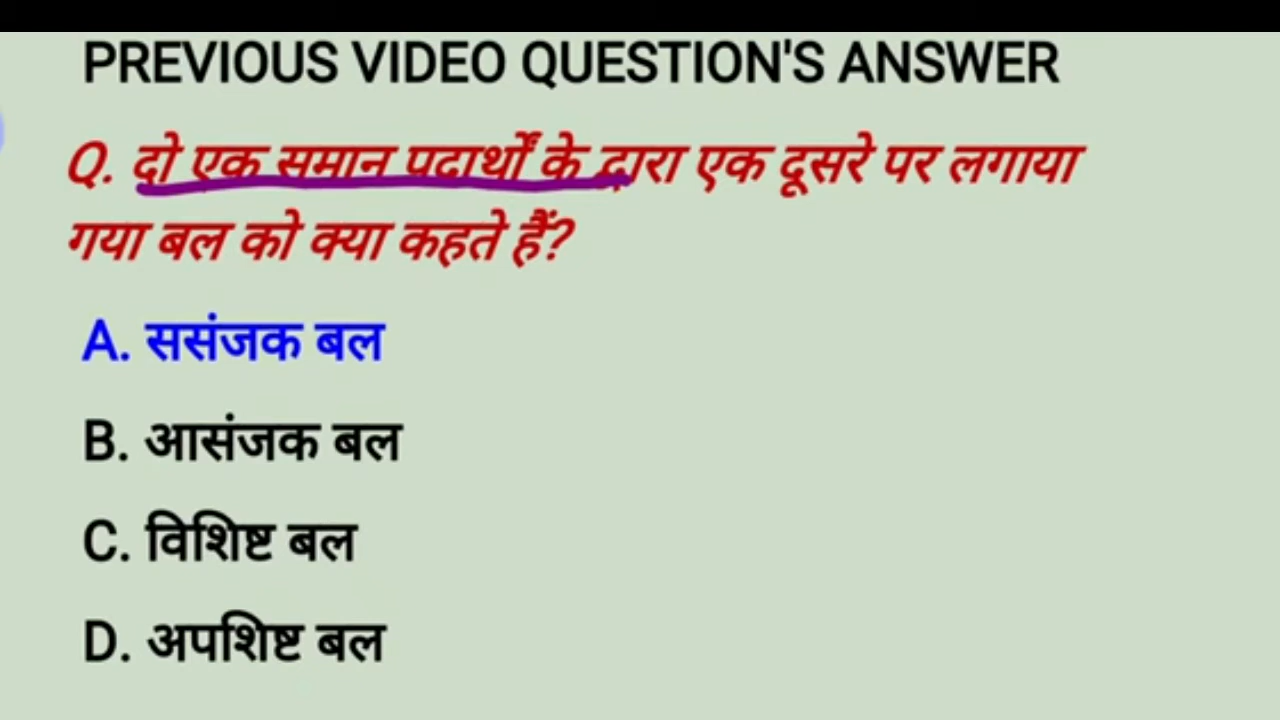 PREVIOUS VIDEO QUESTION'S ANSWER
Q. दो एक समान पदार्थों के द्वारा एक दूसरे पर लगाया
गया बल को क्या कहते हैं?
A. ससंजक बल
B. आसंजक बल
C. विशिष्ट बल
D. अपशिष्ट बल